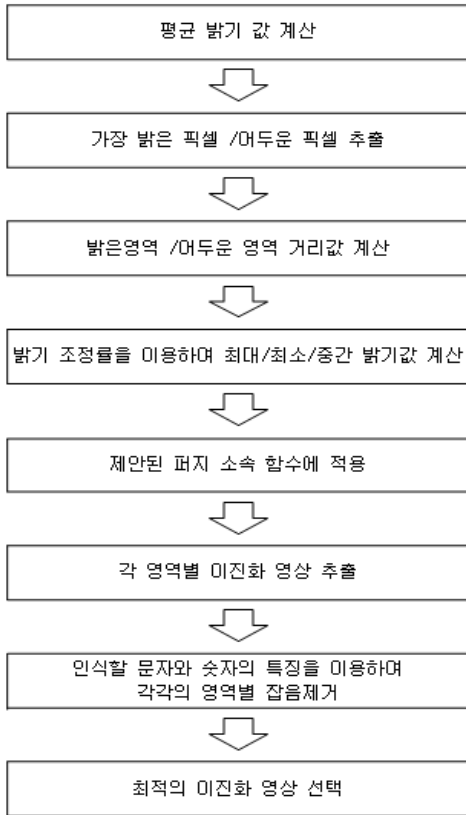 평균 밝기 값 계산
가장 밝은 픽셀 /어두운 픽셀 추출
밝은영역 /어두운 영역 거리값 계산
밝기 조정률을 이용하여 최대/최소/중간 밝기값 계산
제안된 퍼지 소속 함수에 적용
각 영역별 이진화 영상 추출
인식할 문자와 숫자의 특징을 이용하여
각각의 영역별 잡음제거
최적의 이진화 영상 선택